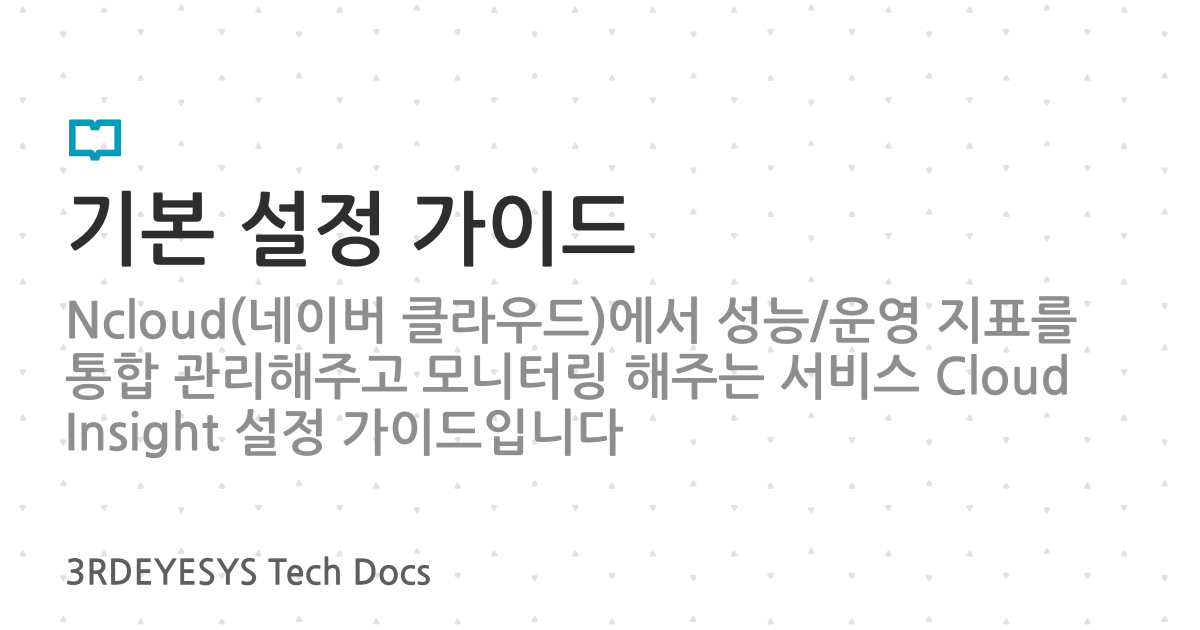 기본 설정 가이드
Ncloud(네이버 클라우드)에서 성능/운영 지표를
통합 관리해주고 모니터링 해주는 서비스 Cloud
Insight 설정 가이드입니다
3RDEYESYS Tech Docs